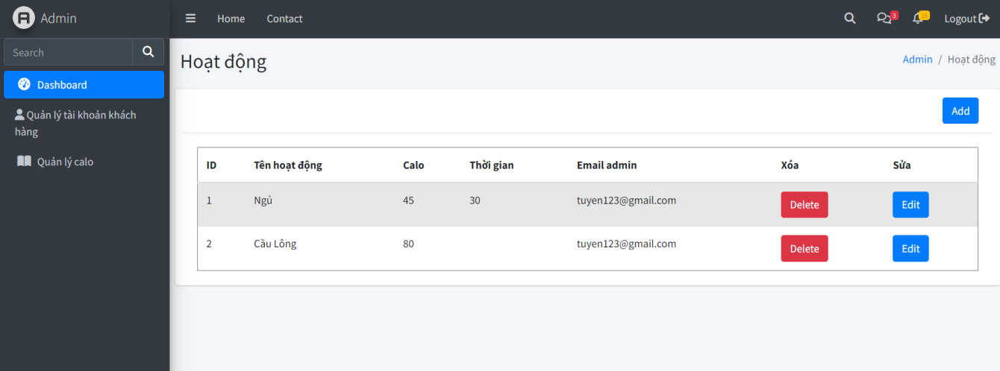 Admin
Home Contact
3
15
Logout
Search
Dashboard
Quản lý tài khoản khách
hàng
Quản lý calo
Hoạt động
Admin / Hoạt động
Add
ID Tên hoạt động Calo Thời gian Email admin Xóa Sửa
1 Ngủ 45 30 tuyen123@gmail.com Delete Edit
2 Cầu Lông 80 tuyen123@gmail.com Delete Edit